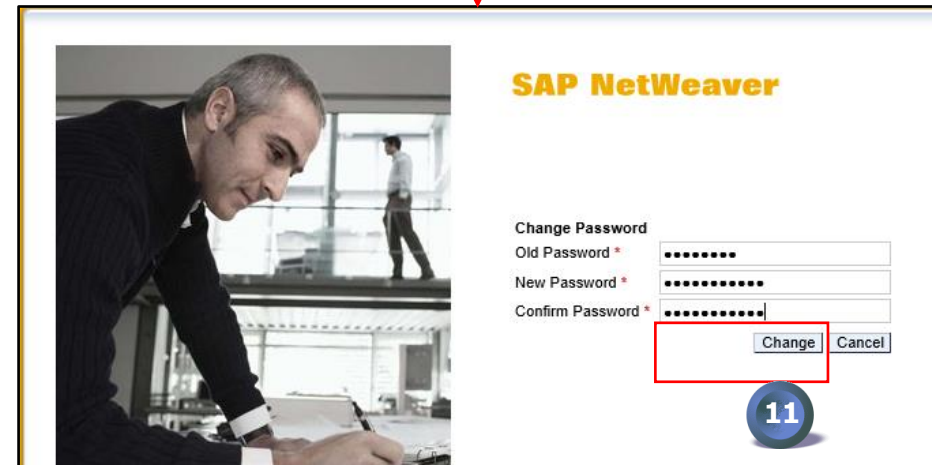 SAP NetWeaver
Change Password
Old Password * ••••••••
New Password * •••••••••••
Confirm Password * •••••••••••
Change Cancel
11